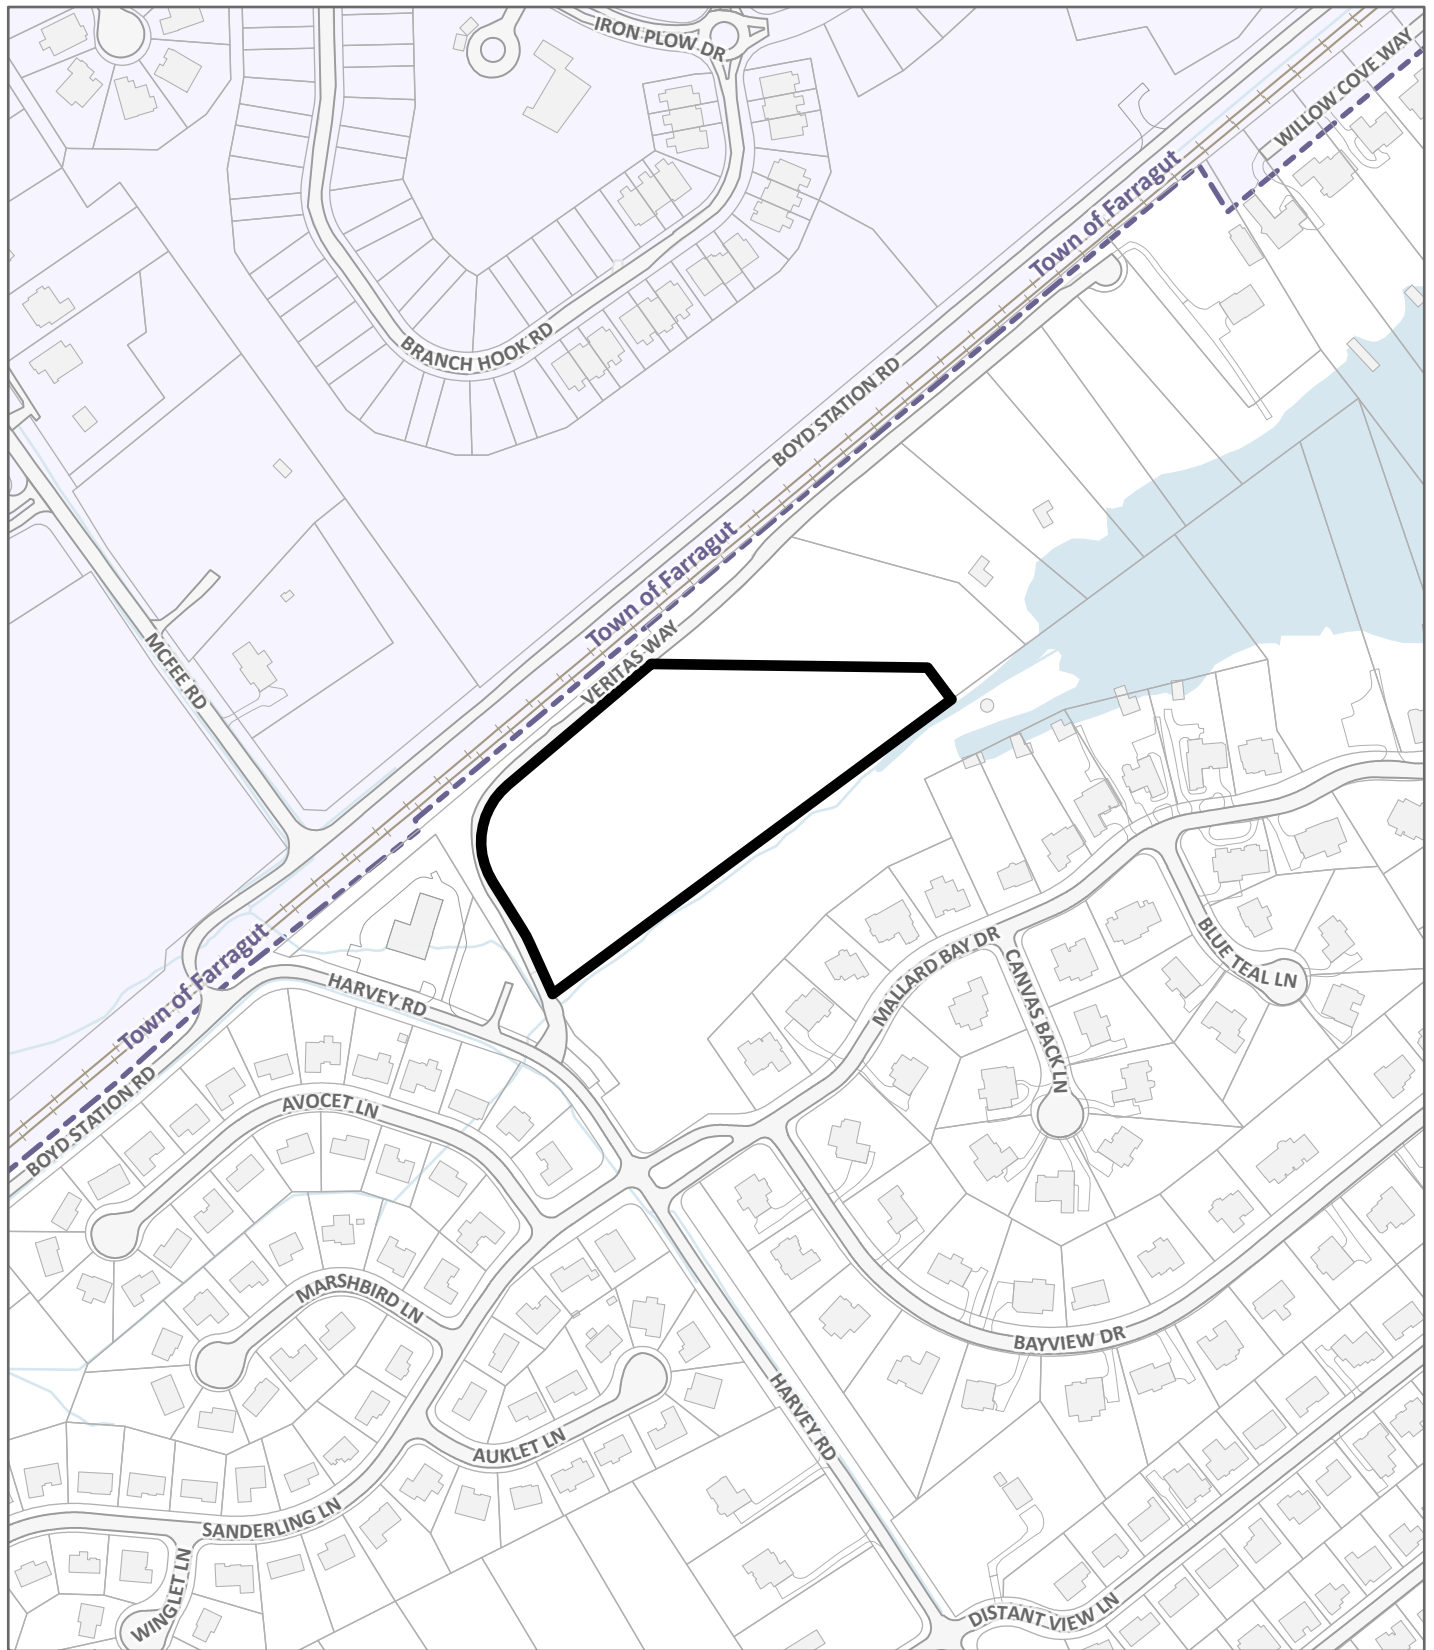 IRON PLOW DR
WILLOW COVE WAY
Town of Farragut
BRANCH HOOK RD
BOYD STATION RD
Town of Farragut
MCFEE RD
VERITAS WAY
Town of Farragut
HARVEY RD
MALLARD BAY DR
CANVAS BACK LN
BLUE TEAL LN
BOYD STATION RD
AVOCET LN
MARSHBIRD LN
BAYVIEW DR
HARVEY RD
AUKLET LN
SANDERLING LN
WINGLET LN
DISTANT VIEW LN